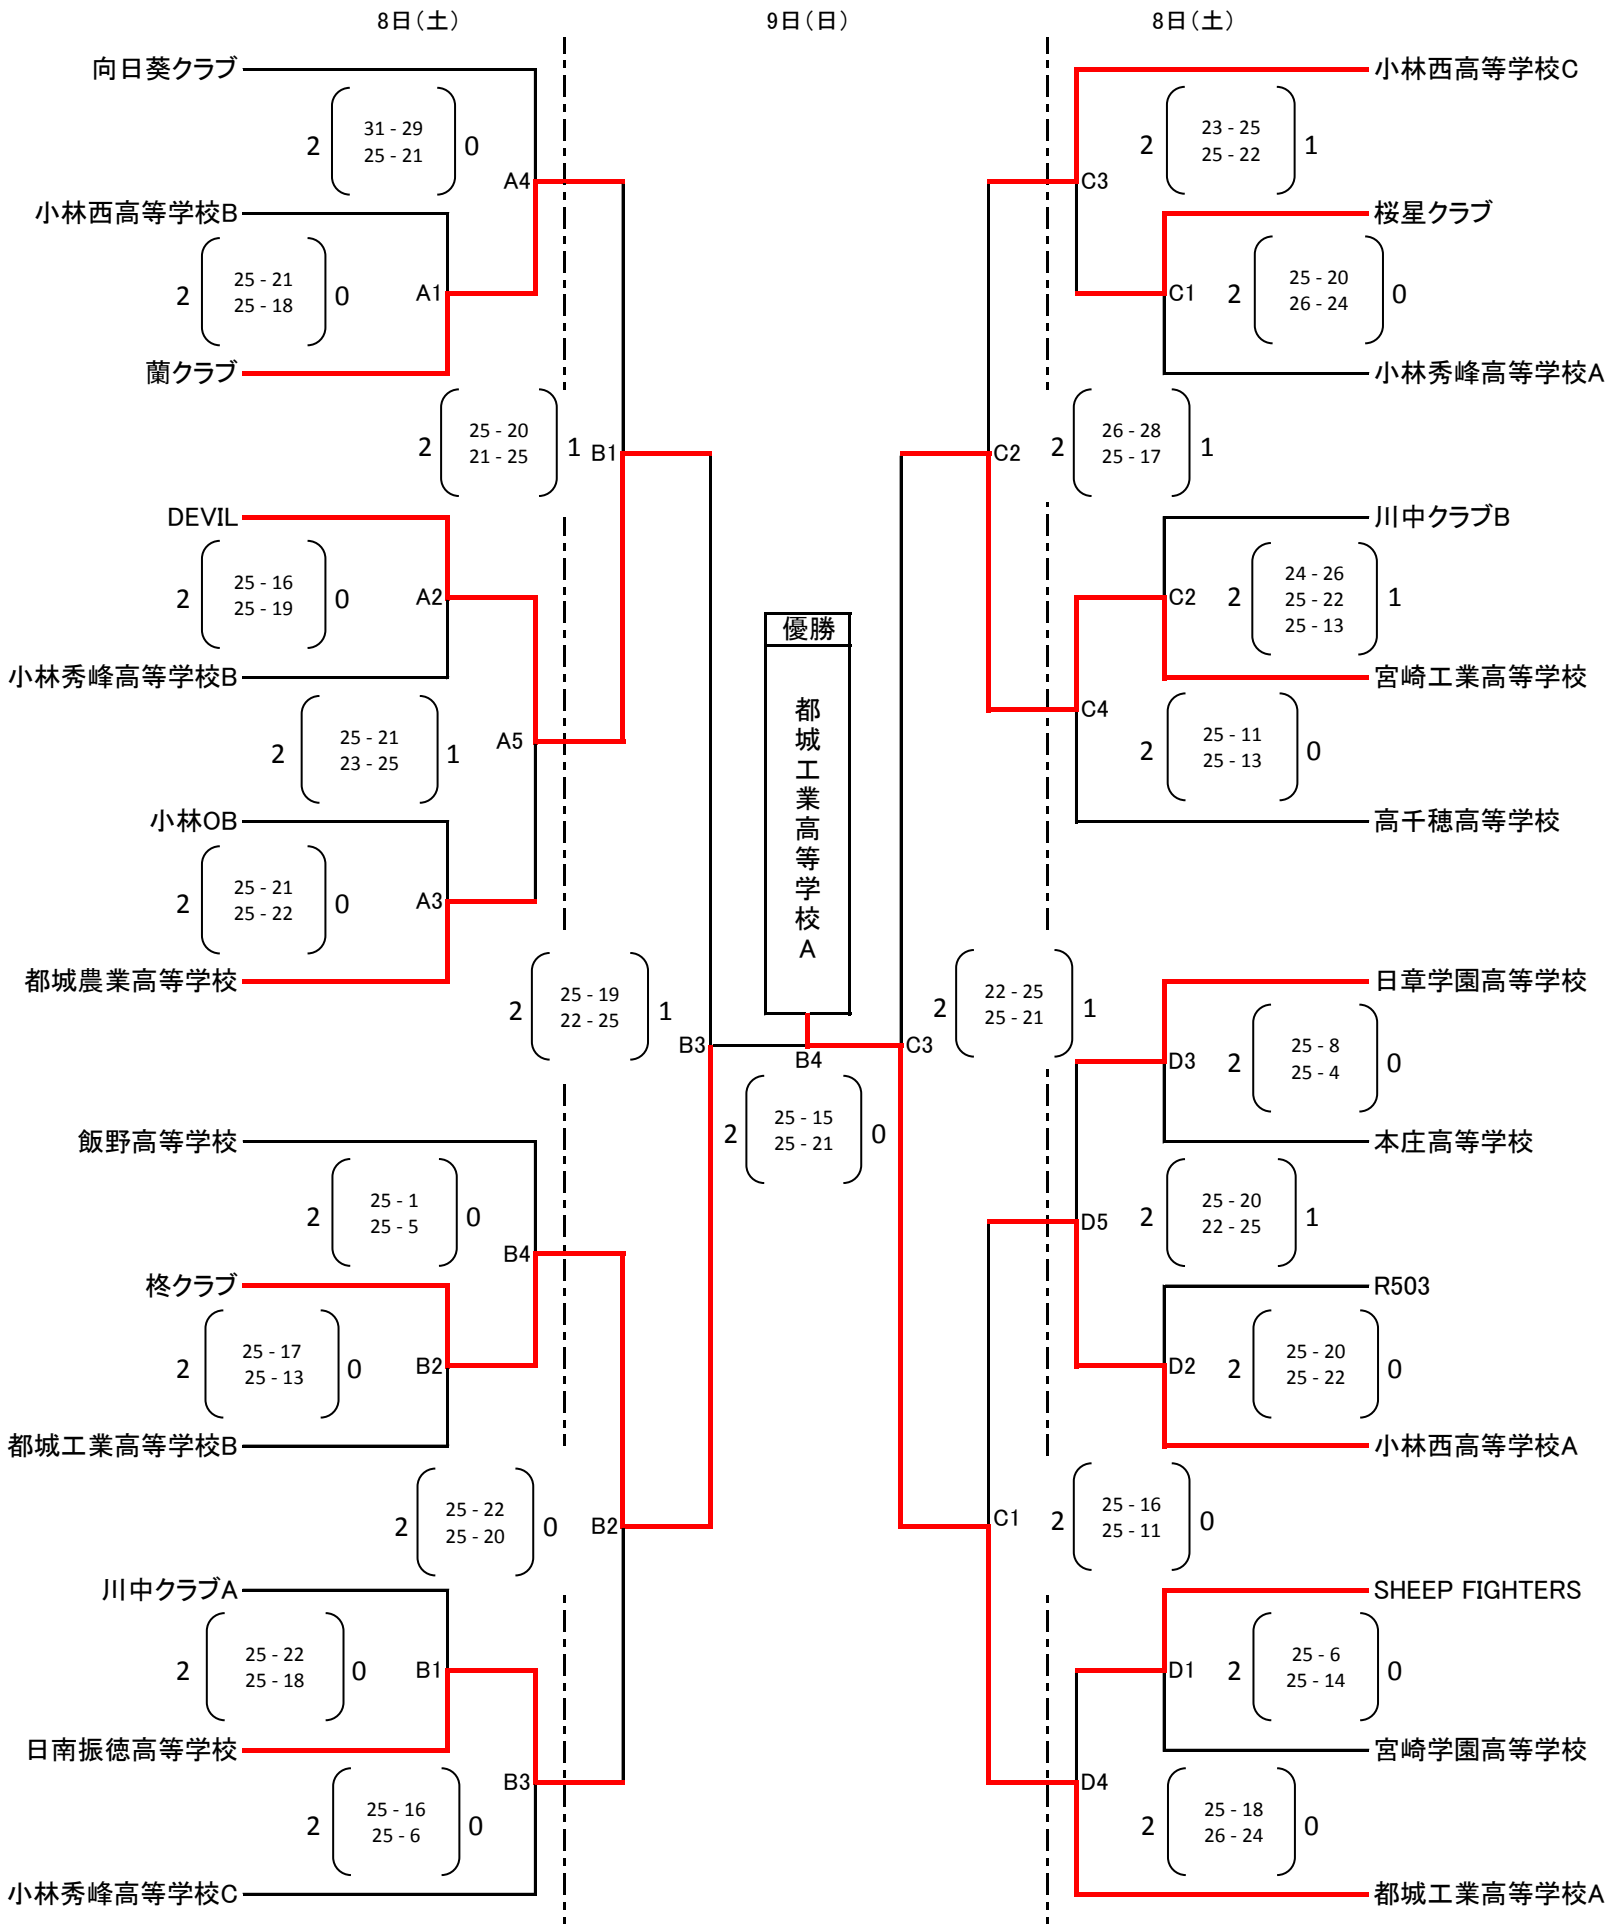 8日（土）
9日（日）
8日（土）
向日葵クラブ
2
31 - 29
25 - 21
0
A4
小林西高等学校B
2
25 - 21
25 - 18
0
A1
蘭クラブ
2
25 - 20
21 - 25
1
B1
DEVIL
2
25 - 16
25 - 19
0
A2
小林秀峰高等学校B
2
25 - 21
23 - 25
1
A5
小林OB
2
25 - 21
25 - 22
0
A3
都城農業高等学校
2
25 - 19
22 - 25
1
B3
飯野高等学校
2
25 - 1
25 - 5
0
B4
柊クラブ
2
25 - 17
25 - 13
0
B2
都城工業高等学校B
2
25 - 22
25 - 20
0
B2
川中クラブA
2
25 - 22
25 - 18
0
B1
日南振徳高等学校
B3
2
25 - 16
25 - 6
0
小林秀峰高等学校C
優勝
都城工業高等学校A
B4
2
25 - 15
25 - 21
0
小林西高等学校C
2
23 - 25
25 - 22
1
C3
桜星クラブ
C1
2
25 - 20
26 - 24
0
小林秀峰高等学校A
C2
2
26 - 28
25 - 17
1
川中クラブB
C2
2
24 - 26
25 - 22
25 - 13
1
宮崎工業高等学校
C4
2
25 - 11
25 - 13
0
高千穂高等学校
C3
2
22 - 25
25 - 21
1
日章学園高等学校
D3
2
25 - 8
25 - 4
0
本庄高等学校
D5
2
25 - 20
22 - 25
1
R503
D2
2
25 - 20
25 - 22
0
小林西高等学校A
C1
2
25 - 16
25 - 11
0
SHEEP FIGHTERS
D1
2
25 - 6
25 - 14
0
宮崎学園高等学校
D4
2
25 - 18
26 - 24
0
都城工業高等学校A